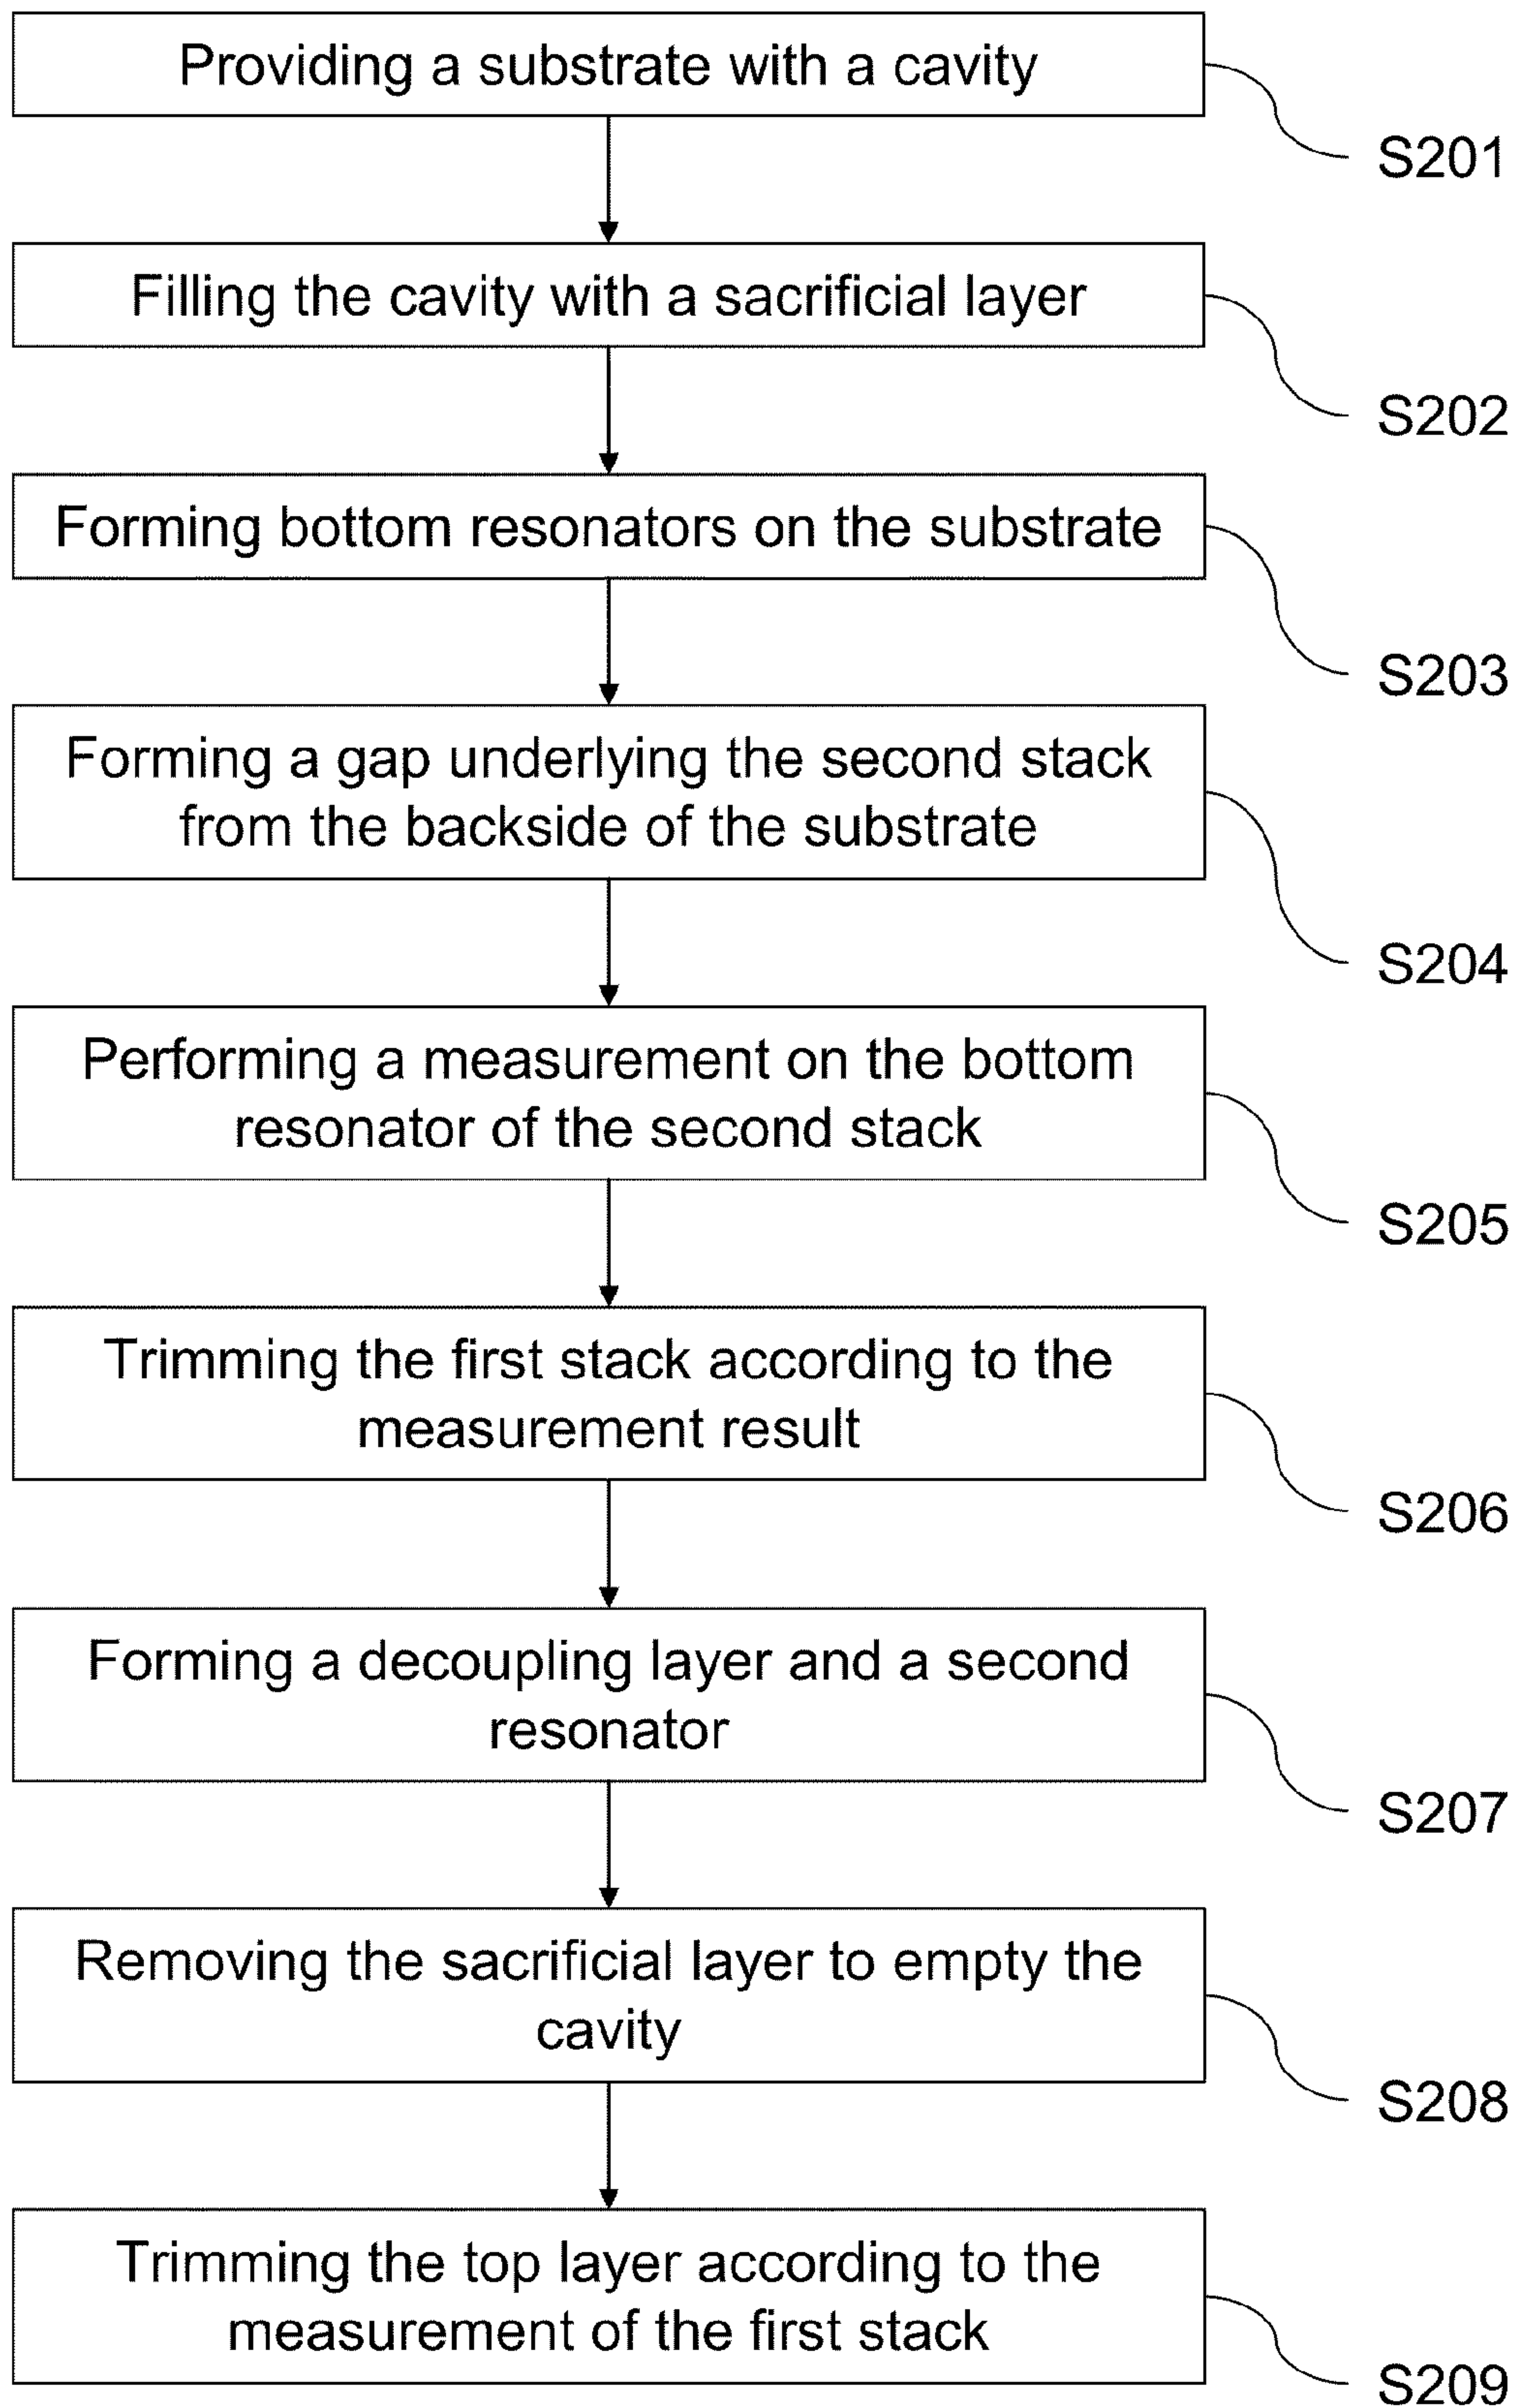 Providing a substrate with a cavity
S201
Filling the cavity with a sacrificial layer
S202
Forming bottom resonators on the substrate
S203
Forming a gap underlying the second stack
from the backside of the substrate
S204
Performing a measurement on the bottom
resonator of the second stack
S205
Trimming the first stack according to the
measurement result
S206
Forming a decoupling layer and a second
resonator
S207
Removing the sacrificial layer to empty the
cavity
S208
Trimming the top layer according to the
measurement of the first stack
S209